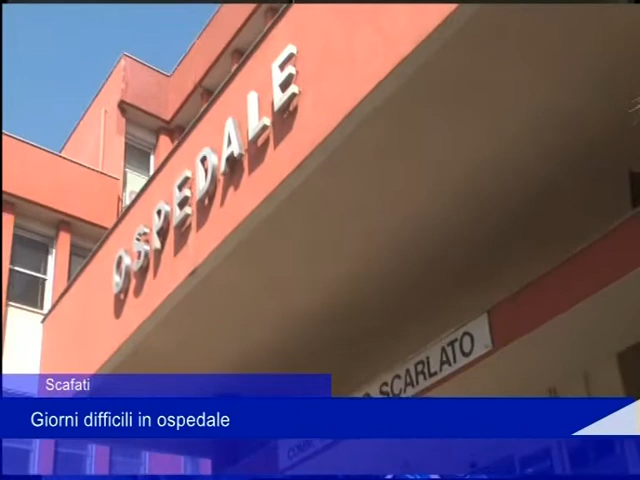 OSPEDALE
SCARLATO
Scafati
Giorni difficili in ospedale